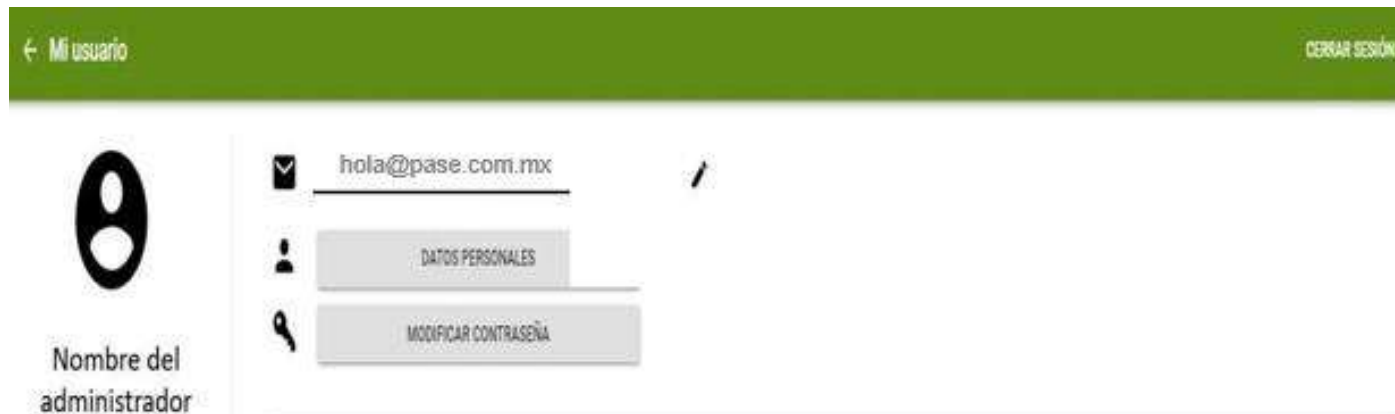 ← Mi usuario
CERRAR SESIÓN
hola@pase.com.mx
DATOS PERSONALES
MODIFICAR CONTRASEÑA
Nombre del
administrador